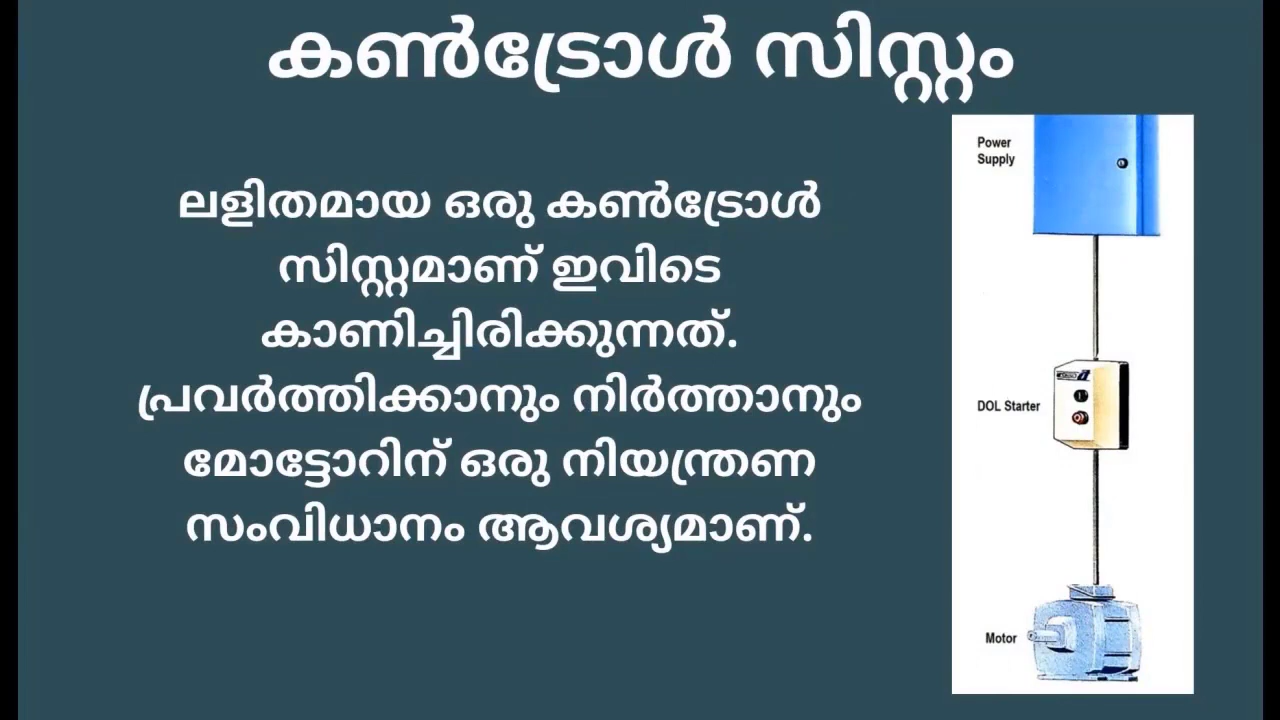 കൺട്രോൾ സിസ്റ്റം
ലളിതമായ ഒരു കൺട്രോൾ
സിസ്റ്റമാണ് ഇവിടെ
കാണിച്ചിരിക്കുന്നത്.
പ്രവർത്തിക്കാനും നിർത്താനും
മോട്ടോറിന് ഒരു നിയന്ത്രണ
സംവിധാനം ആവശ്യമാണ്.
Power
Supply
DOL Starter
Motor